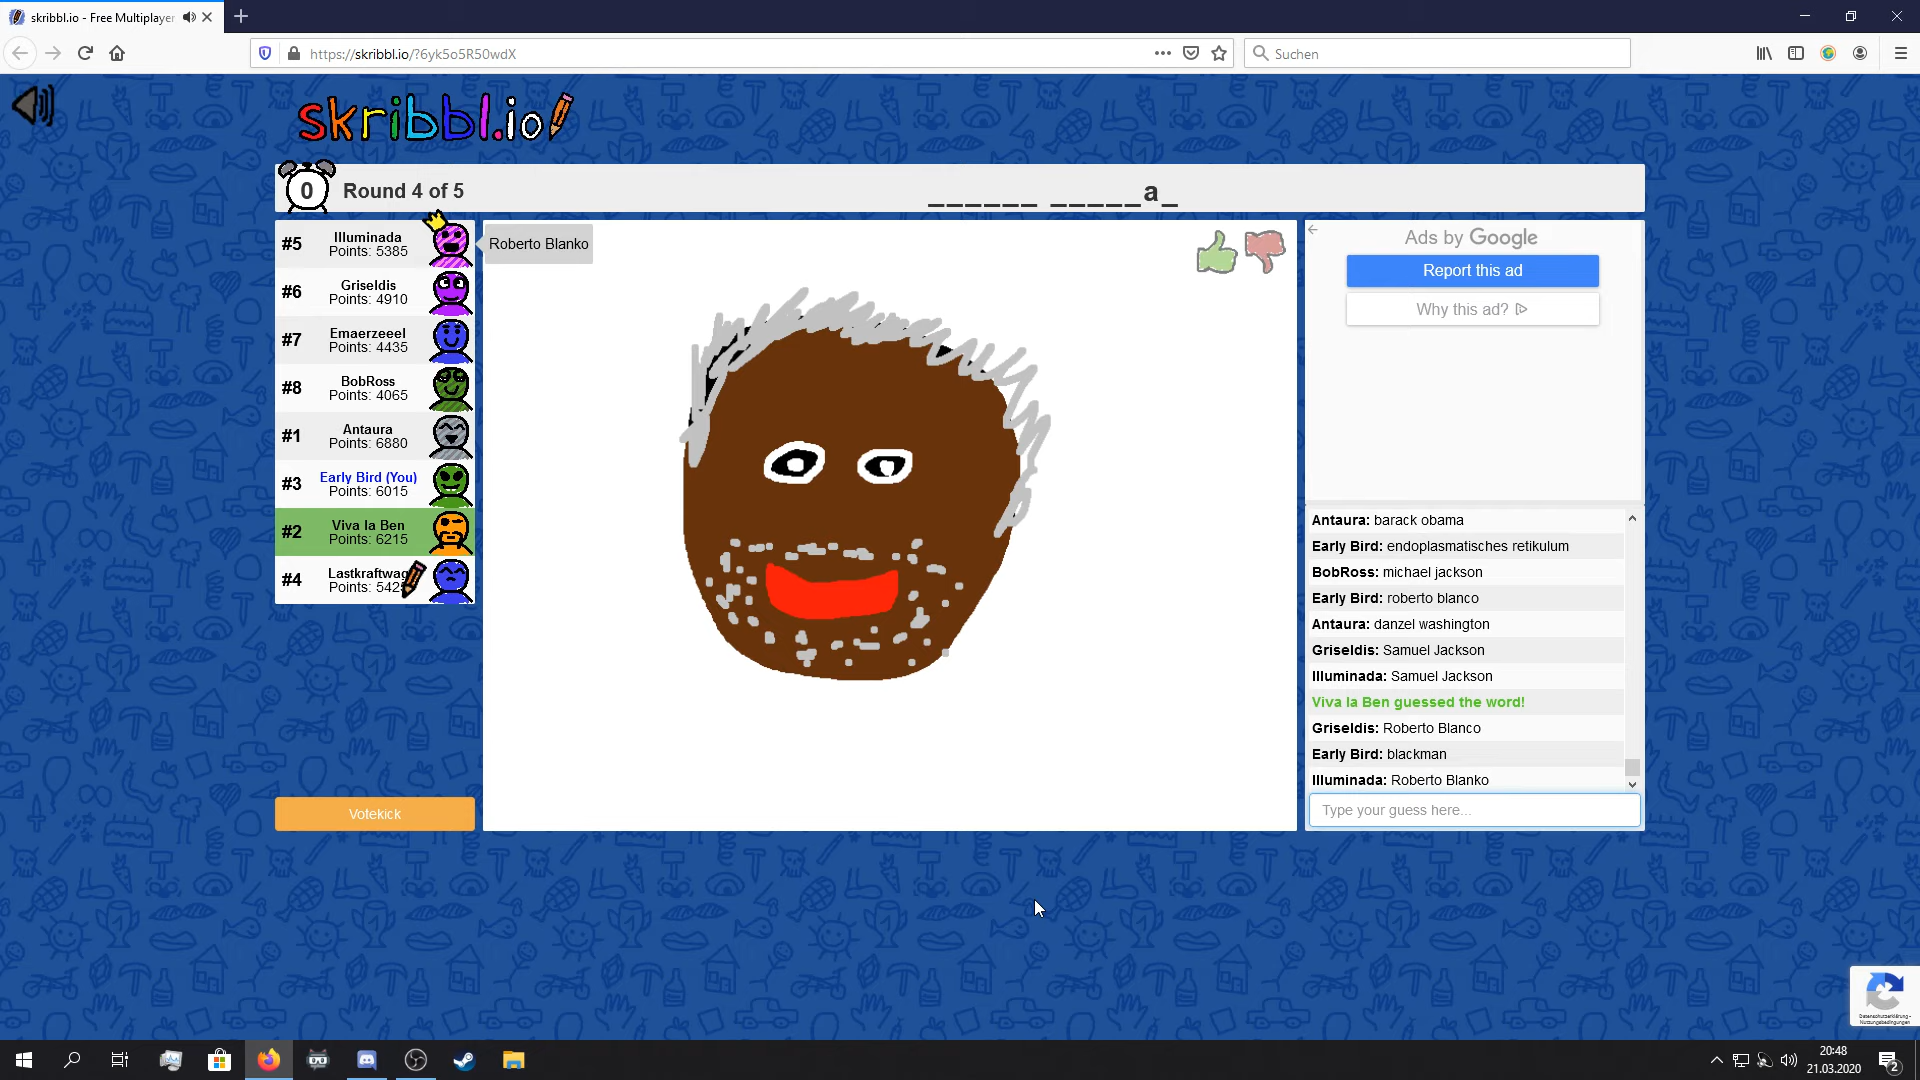 skribbl.io - Free Multiplayer
https://skribbl.io/?6yk5o5R50wdX
Suchen
skribbl.io
0
Round 4 of 5
______ _____a_
#5 Illuminada
Points: 5385
Roberto Blanko
#6 Griseldis
Points: 4910
#7 Emaerzeeel
Points: 4435
#8 BobRoss
Points: 4065
#1 Antaura
Points: 6880
#3 Early Bird (You)
Points: 6015
#2 Viva la Ben
Points: 6215
#4 Lastkraftwag
Points: 542
Votekick
Ads by Google
Report this ad
Why this ad?
Antaura: barack obama
Early Bird: endoplasmatisches retikulum
BobRoss: michael jackson
Early Bird: roberto blanco
Antaura: danzel washington
Griseldis: Samuel Jackson
Illuminada: Samuel Jackson
Viva la Ben guessed the word!
Griseldis: Roberto Blanco
Early Bird: blackman
Illuminada: Roberto Blanko
Type your guess here...
Datenschutzerklärung -
Nutzungsbedingungen
20:48
21.03.2020
2